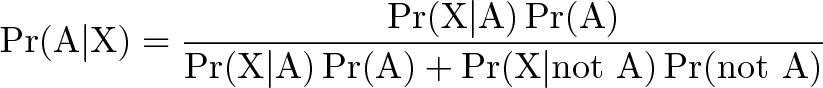 Pr(A|X) = Pr(X|A) Pr(A) / Pr(X|A) Pr(A) + Pr(X|not A) Pr(not A)